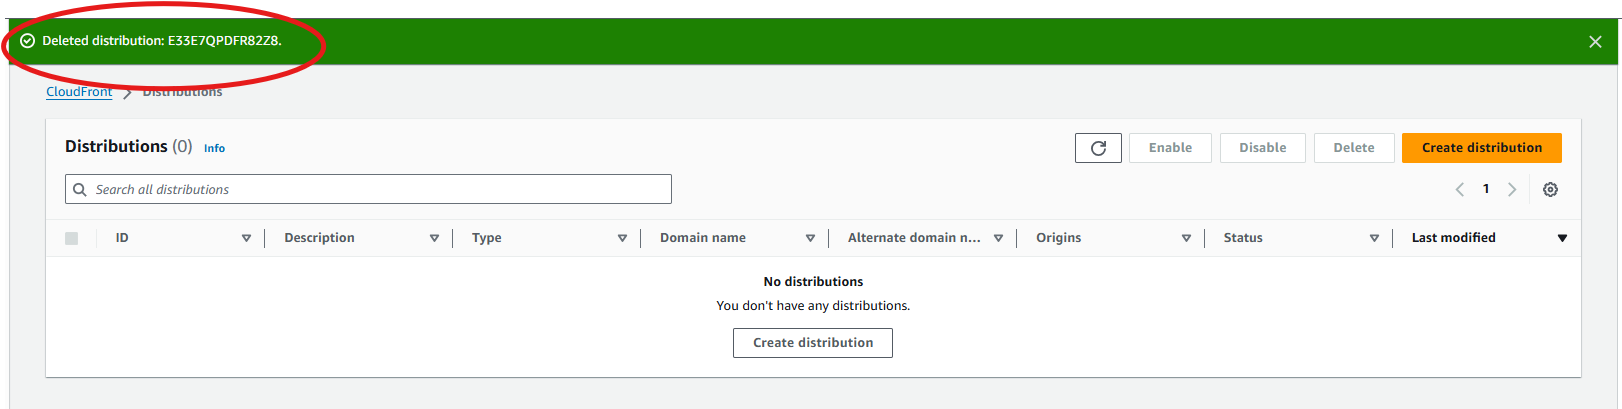 Deleted distribution: E33E7QPDFR82Z8.
CloudFront > Distributions
Distributions (0) Info
Enable Disable Delete Create distribution
Search all distributions
1
ID Description Type Domain name Alternate domain n... Origins Status Last modified
No distributions
You don't have any distributions.
Create distribution